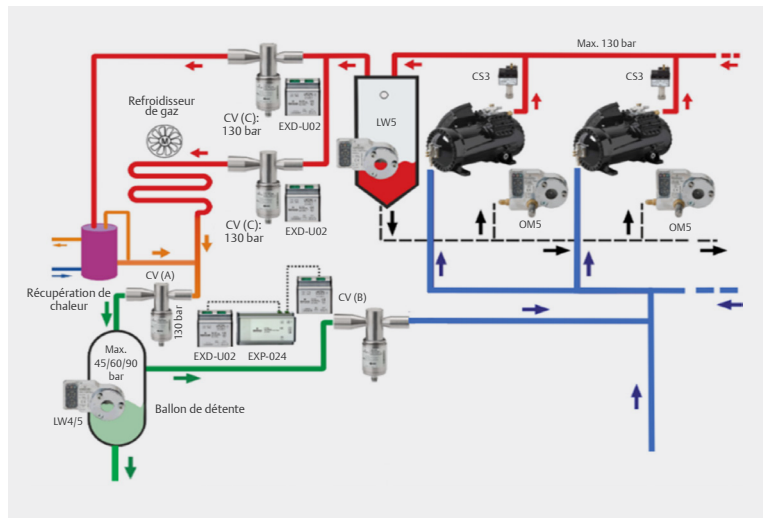 Max. 130 bar
CS3
CS3
Refroidisseur
de gaz
CV (C):
130 bar
EXD-U02
LW5
CV (C):
130 bar
EXD-U02
OM5
OM5
Récupération de
chaleur
CV (A)
130 bar
CV (B)
EXD-U02
EXP-024
Max.
45/60/90
bar
LW4/5
Ballon de détente